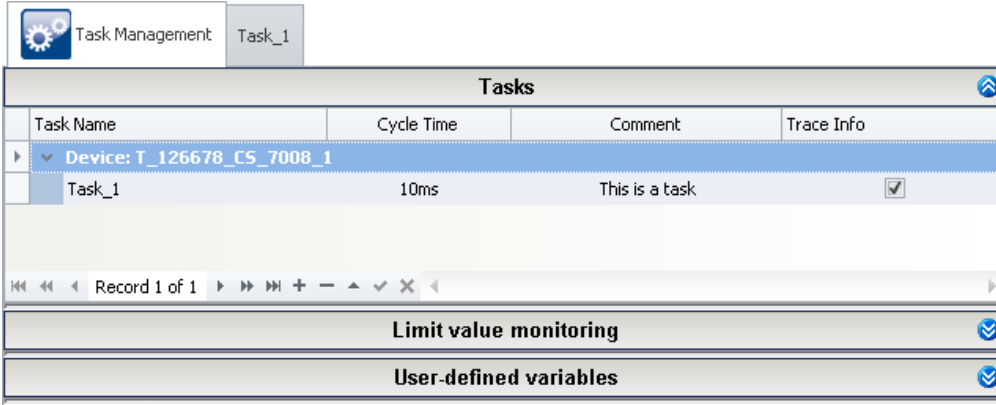 Task Management Task_1
Tasks
Task Name Cycle Time Comment Trace Info
Device: T_126678_CS_7008_1
Task_1 10ms This is a task
Record 1 of 1
Limit value monitoring
User-defined variables